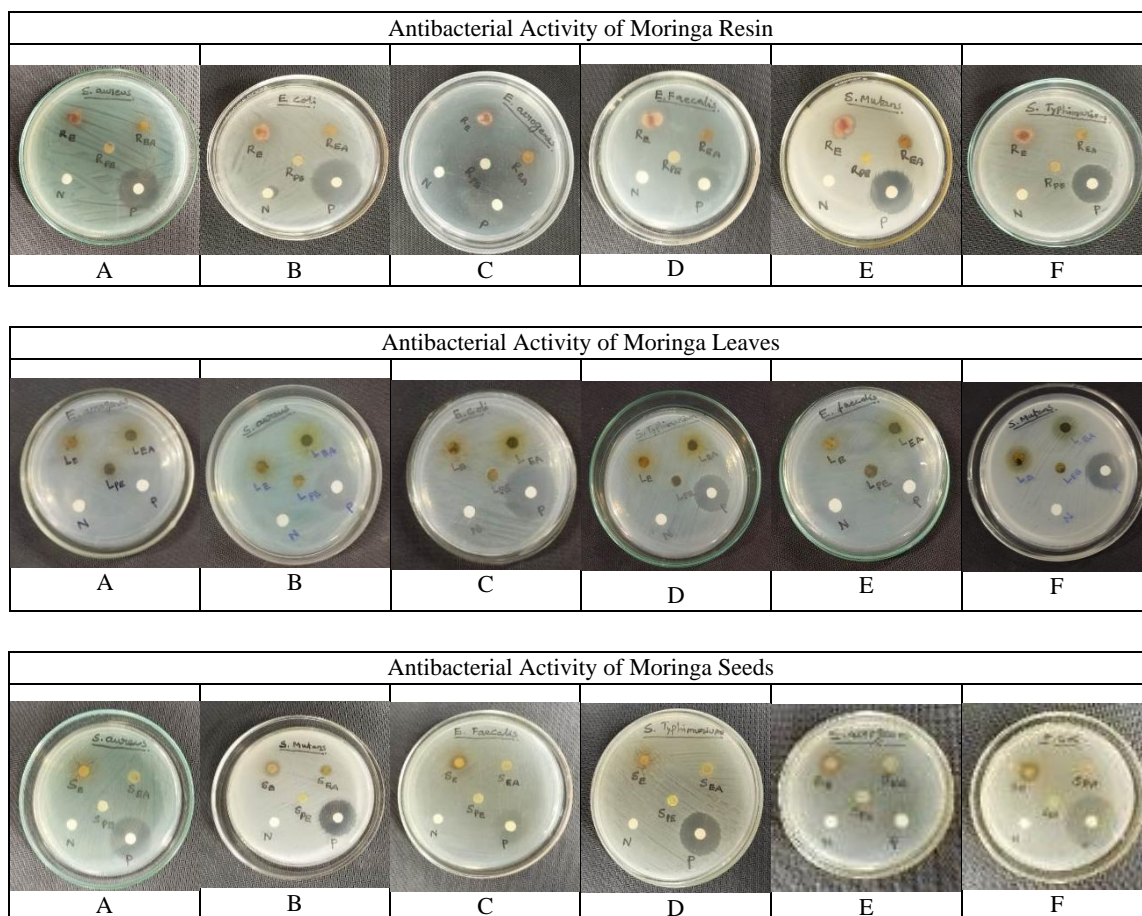 Antibacterial Activity of Moringa Resin
S. aureus
RE
REA
RPE
N
P
E. coli
RE
REA
RPE
N
P
E. aerogenes
RE
RPE
REA
N
P
E. Faecalis
RE
REA
RPE
N
P
S. Mutans
RE
REA
RPE
N
P
S. Typhimurium
RE
REA
RPE
N
P
A B C D E F
Antibacterial Activity of Moringa Leaves
LE
LEA
LPE
N
P
S. aureus
LEA
LE
LPE
N
P
E. coli
LE
LEA
LPE
N
P
S. Typhimurium
LEA
LE
LPE
N
P
E. faecalis
LEA
LE
LPE
N
P
S. Mutans
LEA
LE
LPE
N
A B C D E F
Antibacterial Activity of Moringa Seeds
S. aureus
SE
SEA
SPE
N
P
S. Mutans
SE
SEA
SPE
N
P
E. Faecalis
SE
SEA
SPE
N
P
S. Typhimurium
SE
SEA
SPE
N
P
A B C D E F